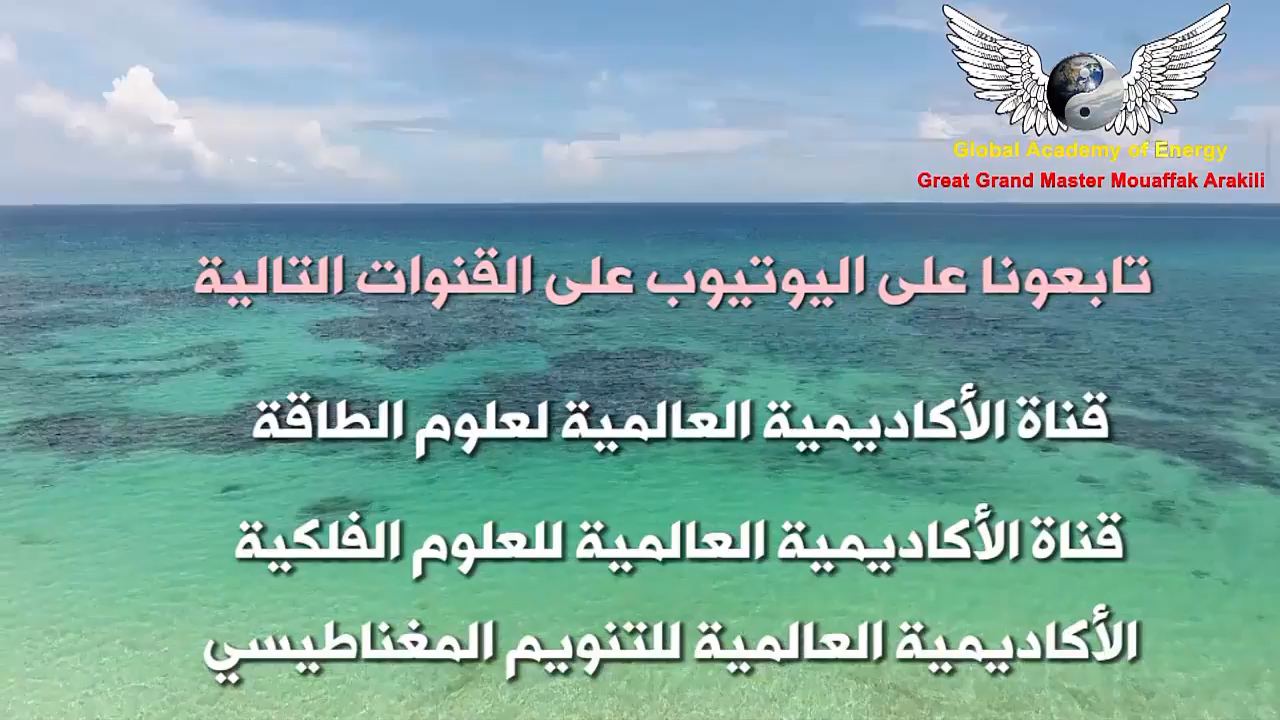 Global Academy of Energy
Great Grand Master Mouaffak Arakili
تابعونا على اليوتيوب على القنوات التالية
قناة الأكاديمية العالمية لعلوم الطاقة
قناة الأكاديمية العالمية للعلوم الفلكية
الأكاديمية العالمية للتنويم المغناطيسي